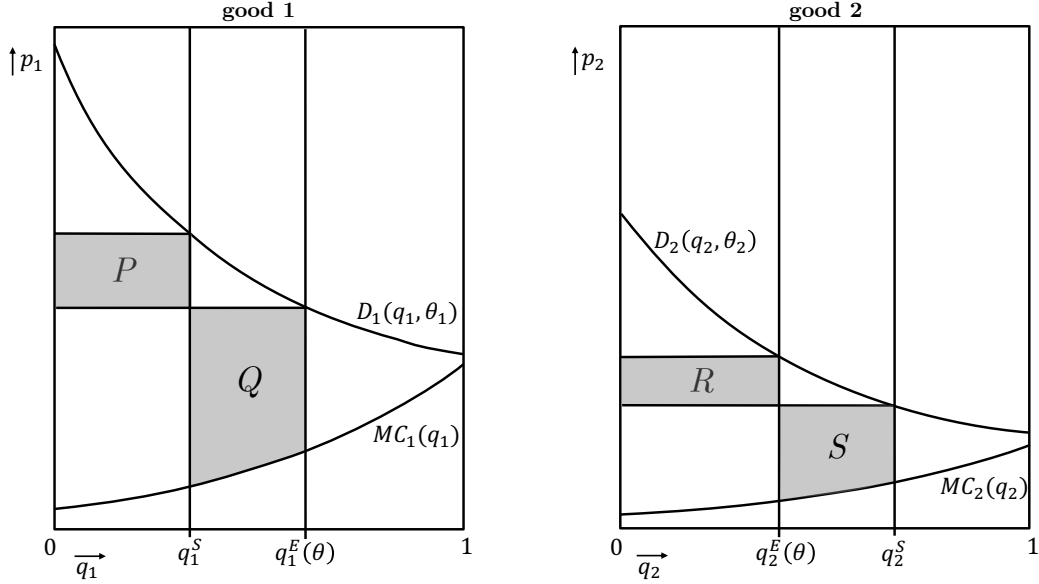 good 1
↑p₁
P
Q
D₁(q₁, θ₁)
MC₁(q₁)
0
q₁
q₁ˢ
q₁ᴱ(θ)
1
good 2
↑p₂
D₂(q₂, θ₂)
R
S
MC₂(q₂)
0
q₂
q₂ᴱ(θ)
q₂ˢ
1